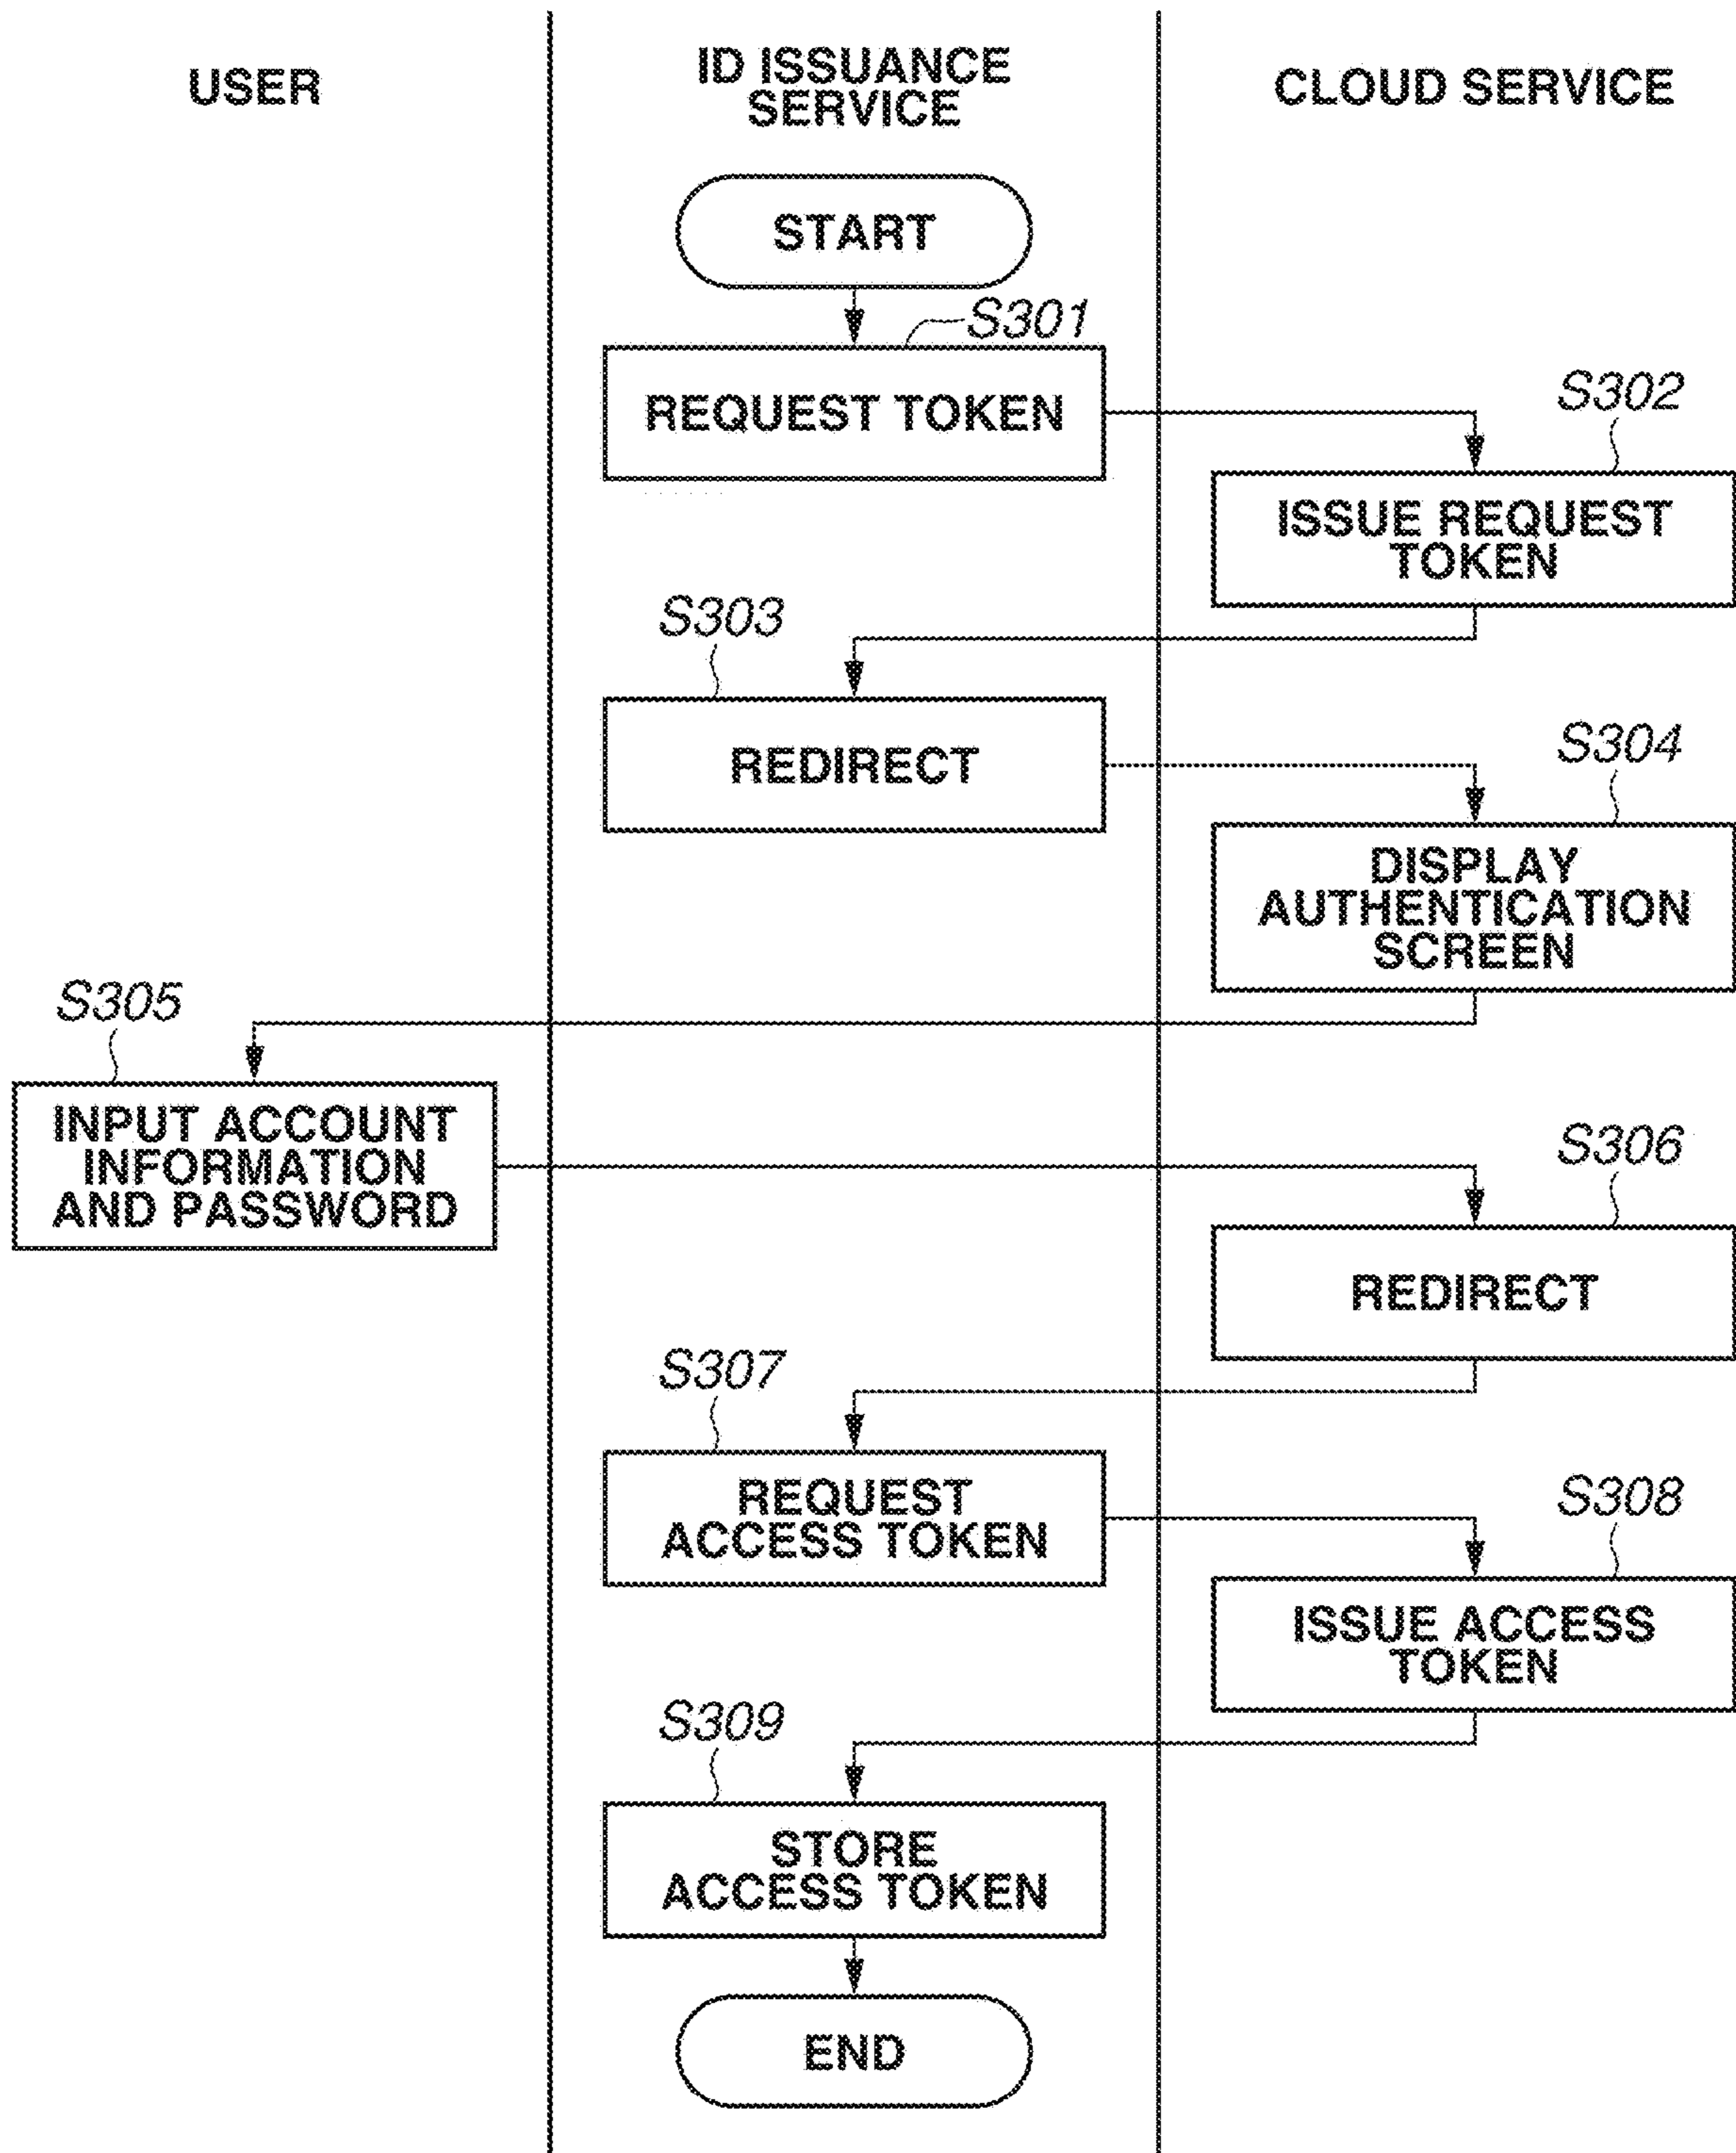 USER
ID ISSUANCE
SERVICE
CLOUD SERVICE
START
S301
REQUEST TOKEN
S302
ISSUE REQUEST
TOKEN
S303
REDIRECT
S304
DISPLAY
AUTHENTICATION
SCREEN
S305
INPUT ACCOUNT
INFORMATION
AND PASSWORD
S306
REDIRECT
S307
REQUEST
ACCESS TOKEN
S308
ISSUE ACCESS
TOKEN
S309
STORE
ACCESS TOKEN
END